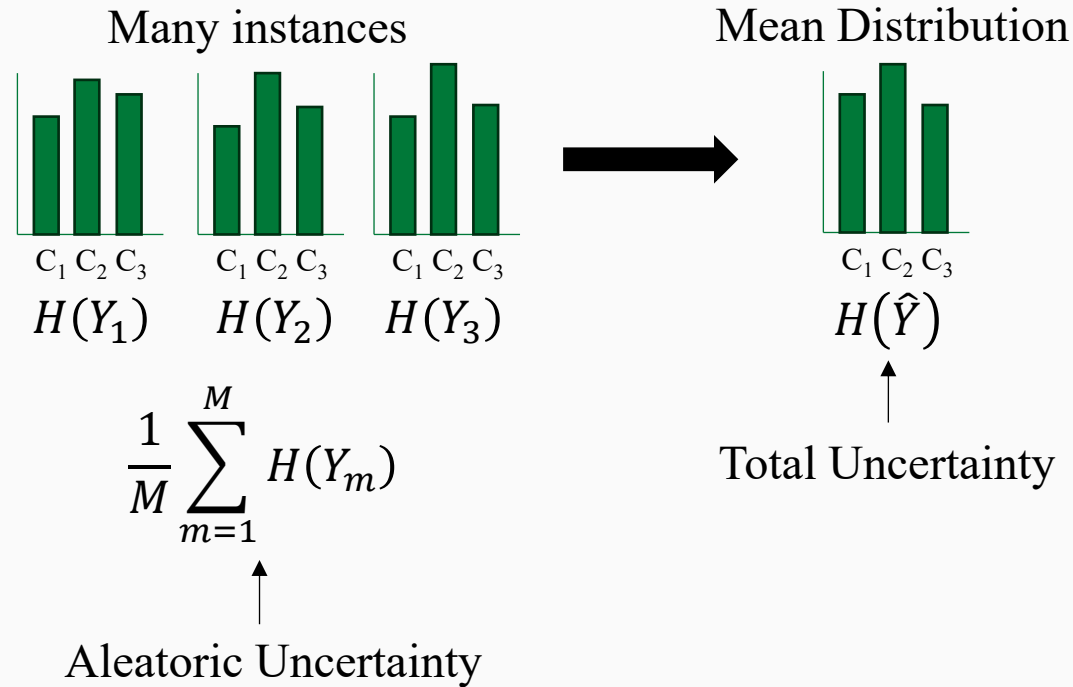 Many instances
Mean Distribution
C₁ C₂ C₃
C₁ C₂ C₃
C₁ C₂ C₃
C₁ C₂ C₃
H(Y₁)
H(Y₂)
H(Y₃)
H(Ŷ)
1/M ∑_{m=1}^{M} H(Y_m)
Total Uncertainty
Aleatoric Uncertainty